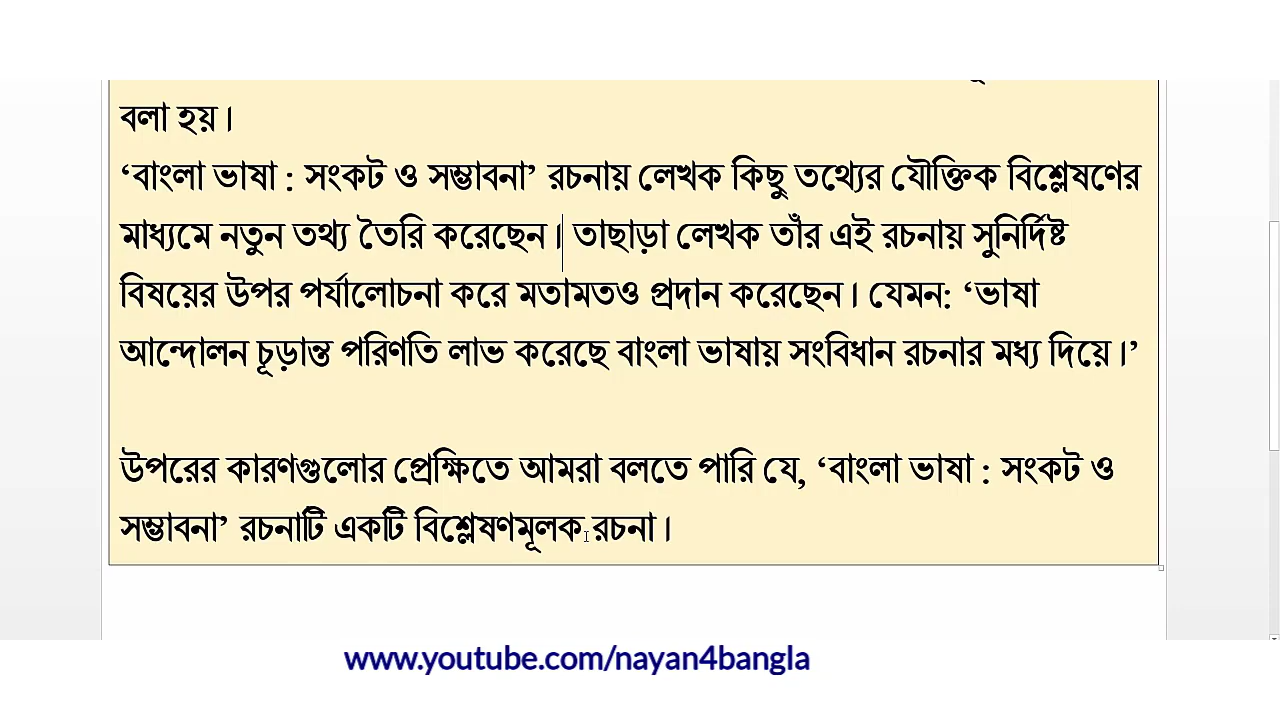 বলা হয়।
‘বাংলা ভাষা : সংকট ও সম্ভাবনা’ রচনায় লেখক কিছু তথ্যের যৌক্তিক বিশ্লেষণের
মাধ্যমে নতুন তথ্য তৈরি করেছেন। তাছাড়া লেখক তাঁর এই রচনায় সুনির্দিষ্ট
বিষয়ের উপর পর্যালোচনা করে মতামতও প্রদান করেছেন। যেমন: ‘ভাষা
আন্দোলন চূড়ান্ত পরিণতি লাভ করেছে বাংলা ভাষায় সংবিধান রচনার মধ্য দিয়ে।’
উপরের কারণগুলোর প্রেক্ষিতে আমরা বলতে পারি যে, ‘বাংলা ভাষা : সংকট ও
সম্ভাবনা’ রচনাটি একটি বিশ্লেষণমূলক রচনা।
www.youtube.com/nayan4bangla